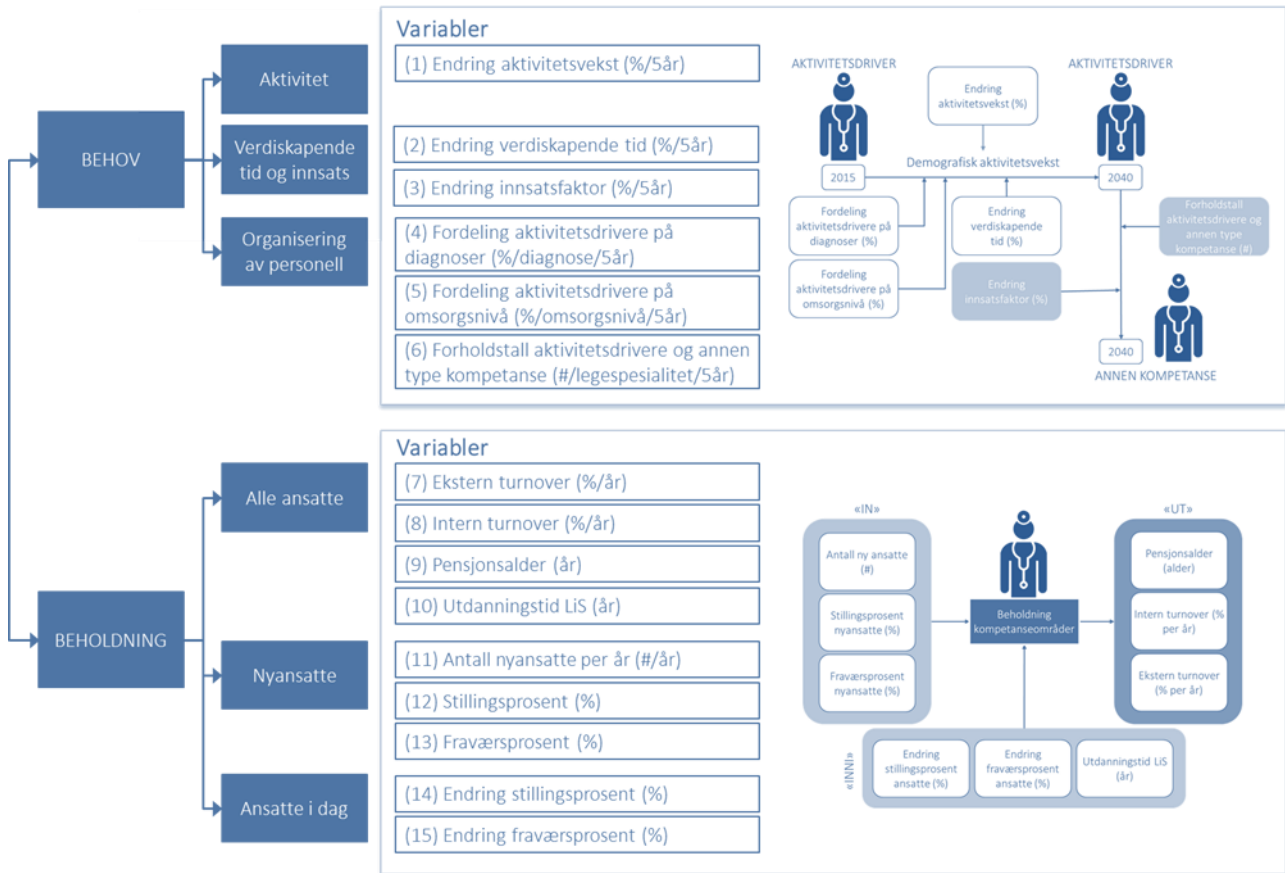 BEHOV
Aktivitet
Verdiskapende
tid og innsats
Organisering
av personell
Variabler
(1) Endring aktivitetsvekst (%/5år)
(2) Endring verdiskapende tid (%/5år)
(3) Endring innsatsfaktor (%/5år)
(4) Fordeling aktivitetsdrivere på
diagnoser (%/diagnose/5år)
(5) Fordeling aktivitetsdrivere på
omsorgsnivå (%/omsorgsnivå/5år)
(6) Forholdstall aktivitetsdrivere og annen
type kompetanse (#/legespesialitet/5år)
AKTIVITETSDRIVER
AKTIVITETSDRIVER
Endring
aktivitetsvekst (%)
Demografisk aktivitetsvekst
2015
2040
Fordeling
aktivitetsdrivere på
diagnoser (%)
Endring
verdiskapende
tid (%)
Forholdstall
aktivitetsdrivere og
annen type
kompetanse (#)
Fordeling
aktivitetsdrivere på
omsorgsnivå (%)
Endring
innsatsfaktor (%)
2040
ANNEN KOMPETANSE
BEHOLDNING
Alle ansatte
Nyansatte
Ansatte i dag
Variabler
(7) Ekstern turnover (%/år)
(8) Intern turnover (%/år)
(9) Pensjonsalder (år)
(10) Utdanningstid LiS (år)
(11) Antall nyansatte per år (#/år)
(12) Stillingsprosent (%)
(13) Fraværsprosent (%)
(14) Endring stillingsprosent (%)
(15) Endring fraværsprosent (%)
«IN»
Antall ny ansatte
(#)
Stillingsprosent
nyansatte (%)
Fraværsprosent
nyansatte (%)
Beholdning
kompetanseområder
«UT»
Pensjonsalder
(alder)
Intern turnover (%
per år)
Ekstern turnover
(% per år)
«INNI»
Endring
stillingsprosent
ansatte (%)
Endring
fraværsprosent
ansatte (%)
Utdanningstid LiS
(år)